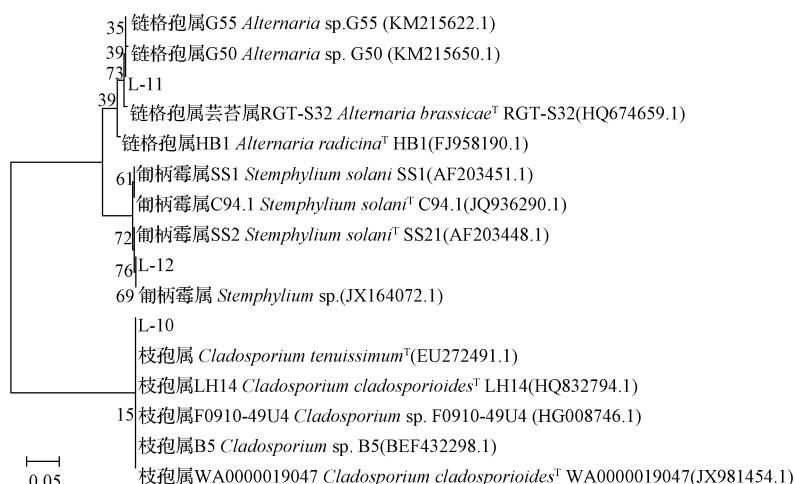 35 链格孢属G55 Alternaria sp.G55 (KM215622.1)
39 链格孢属G50 Alternaria sp. G50 (KM215650.1)
73 L-11
39 链格孢属芸苔属RGT-S32 Alternaria brassicaeT RGT-S32(HQ674659.1)
链格孢属HB1 Alternaria radicinaT HB1(FJ958190.1)
61 匍柄霉属SS1 Stemphylium solani SS1(AF203451.1)
匍柄霉属C94.1 Stemphylium solaniT C94.1(JQ936290.1)
72 匍柄霉属SS2 Stemphylium solaniT SS21(AF203448.1)
76 L-12
69 匍柄霉属 Stemphylium sp.(JX164072.1)
L-10
枝孢属 Cladosporium tenuissimumT(EU272491.1)
枝孢属LH14 Cladosporium cladosporioidesT LH14(HQ832794.1)
15 枝孢属F0910-49U4 Cladosporium sp. F0910-49U4 (HG008746.1)
枝孢属B5 Cladosporium sp. B5(BEF432298.1)
枝孢属WA0000019047 Cladosporium cladosporioidesT WA0000019047(JX981454.1)
0.05